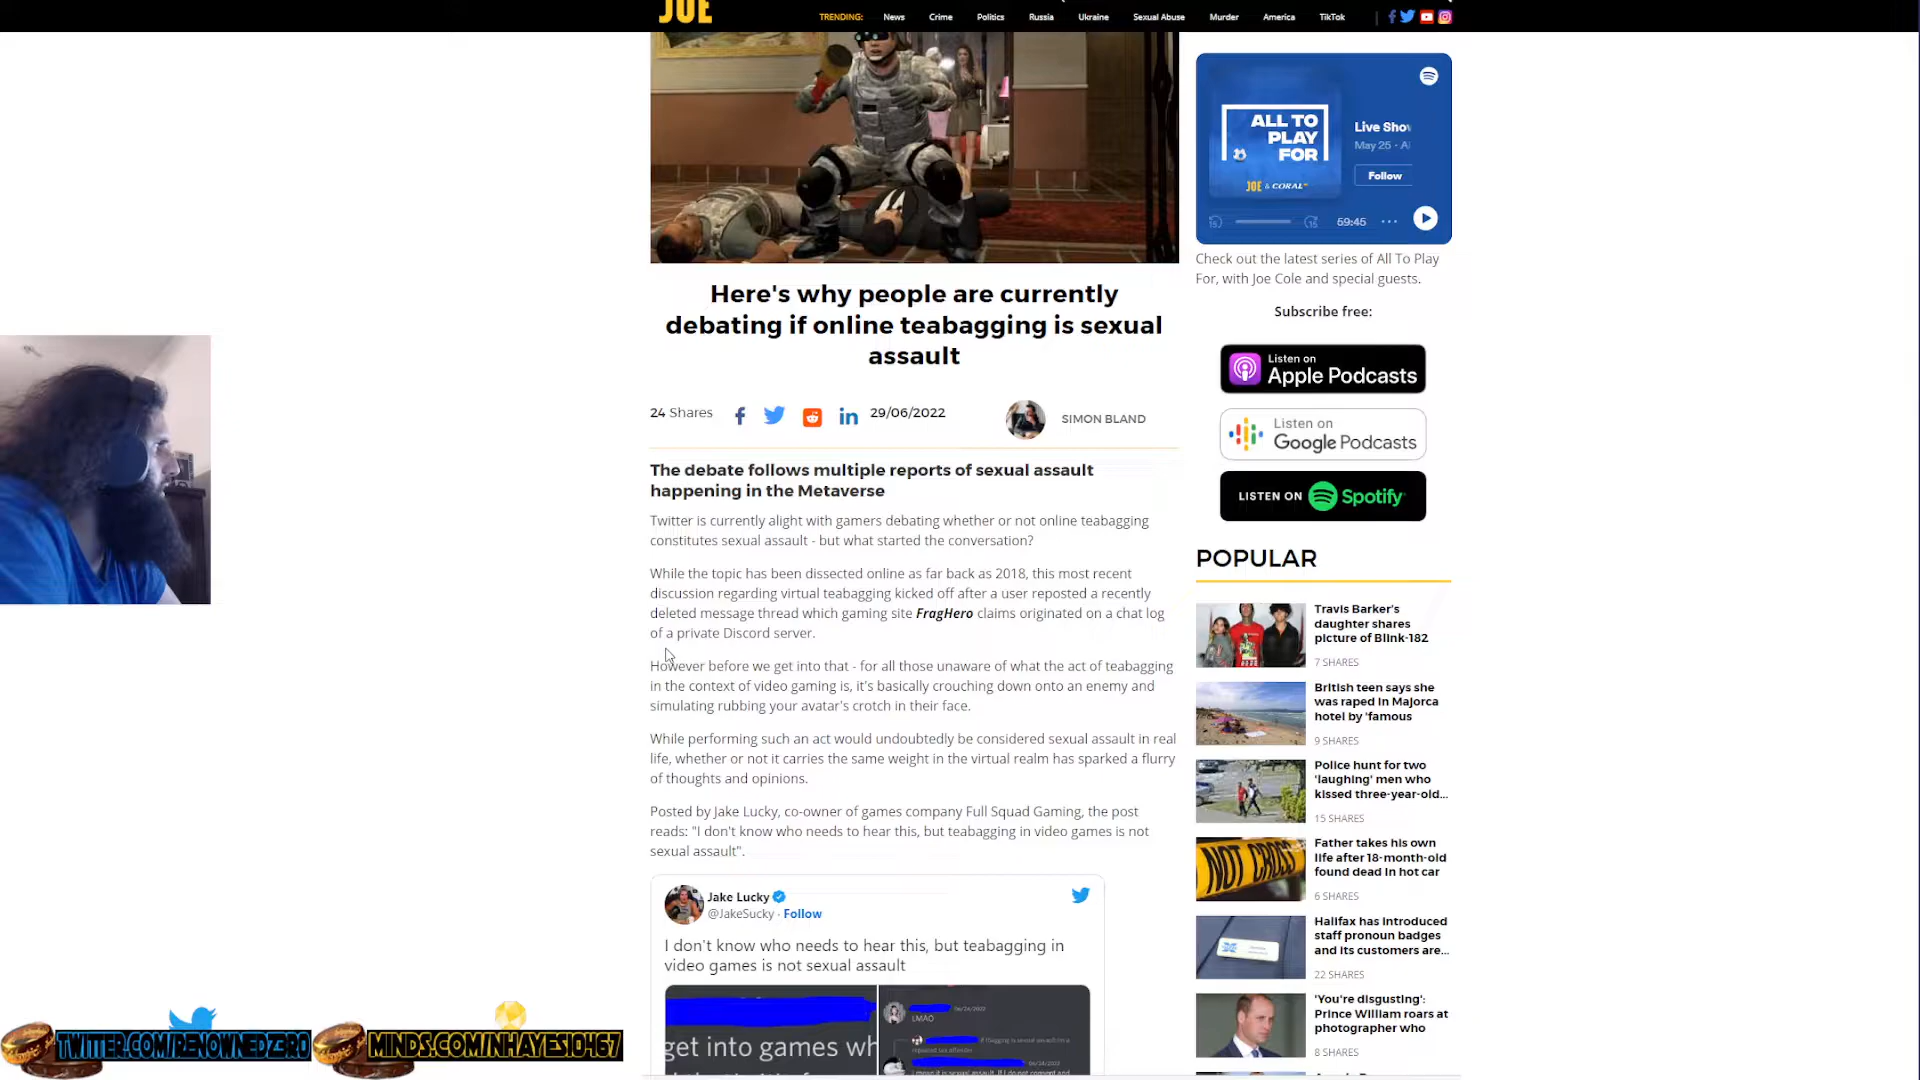 JOE
TRENDING: News Crime Politics Russia Ukraine Sexual Abuse Murder America TikTok
Here's why people are currently
debating if online teabagging is sexual
assault
24 Shares 29/06/2022 SIMON BLAND
The debate follows multiple reports of sexual assault
happening in the Metaverse
Twitter is currently alight with gamers debating whether or not online teabagging
constitutes sexual assault - but what started the conversation?
While the topic has been dissected online as far back as 2018, this most recent
discussion regarding virtual teabagging kicked off after a user reposted a recently
deleted message thread which gaming site FragHero claims originated on a chat log
of a private Discord server.
However before we get into that - for all those unaware of what the act of teabagging
in the context of video gaming is, it's basically crouching down onto an enemy and
simulating rubbing your avatar's crotch in their face.
While performing such an act would undoubtedly be considered sexual assault in real
life, whether or not it carries the same weight in the virtual realm has sparked a flurry
of thoughts and opinions.
Posted by Jake Lucky, co-owner of games company Full Squad Gaming, the post
reads: "I don't know who needs to hear this, but teabagging in video games is not
sexual assault".
Jake Lucky
@JakeSucky · Follow
I don't know who needs to hear this, but teabagging in
video games is not sexual assault
get into games wh
06/24/2022
LMAO
06/24/2022
ALL TO
PLAY
FOR
JOE & CORAL
Live Show
May 25 - Al
Follow
15 15 59:45
Check out the latest series of All To Play
For, with Joe Cole and special guests.
Subscribe free:
Listen on
Apple Podcasts
Listen on
Google Podcasts
LISTEN ON Spotify
POPULAR
Travis Barker's
daughter shares
picture of Blink-182
7 SHARES
British teen says she
was raped in Majorca
hotel by 'famous
9 SHARES
Police hunt for two
'laughing' men who
kissed three-year-old...
15 SHARES
NOT CROSS
Father takes his own
life after 18-month-old
found dead in hot car
6 SHARES
Halifax has introduced
staff pronoun badges
and its customers are...
22 SHARES
'You're disgusting':
Prince William roars at
photographer who
8 SHARES
TWITTER.COM/RENOWNEDZER0
MINDS.COM/NHAYES10467